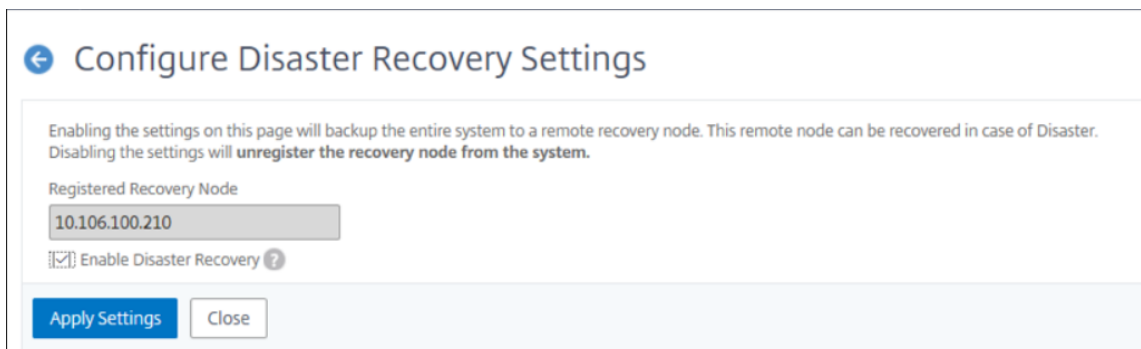 Configure Disaster Recovery Settings
Enabling the settings on this page will backup the entire system to a remote recovery node. This remote node can be recovered in case of Disaster.
Disabling the settings will unregister the recovery node from the system.
Registered Recovery Node
10.106.100.210
Enable Disaster Recovery ?
Apply Settings Close